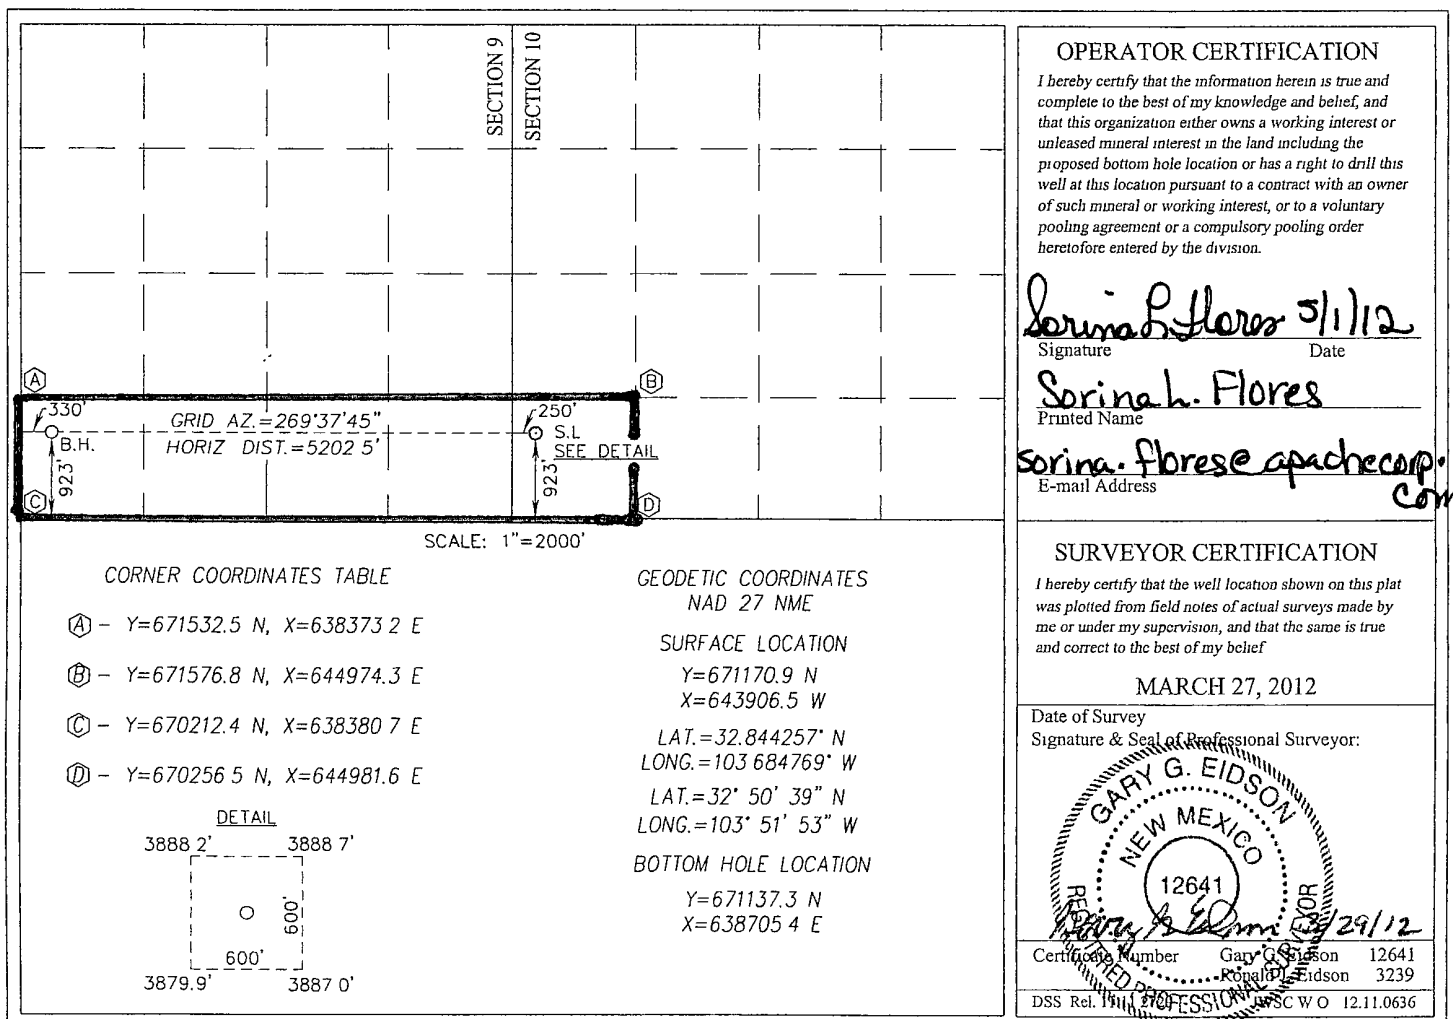 SECTION 9
SECTION 10
A
B
330'
GRID AZ.=269°37'45"
HORIZ DIST.=5202 5'
250'
B.H.
S.L
SEE DETAIL
923'
923'
C
D
SCALE: 1"=2000'
CORNER COORDINATES TABLE
A - Y=671532.5 N, X=638373 2 E
B - Y=671576.8 N, X=644974.3 E
C - Y=670212.4 N, X=638380 7 E
D - Y=670256 5 N, X=644981.6 E
DETAIL
3888 2' 3888 7'
600'
600'
3879.9' 3887 0'
GEODETIC COORDINATES
NAD 27 NME
SURFACE LOCATION
Y=671170.9 N
X=643906.5 W
LAT.=32.844257° N
LONG.=103 684769° W
LAT.=32° 50' 39" N
LONG.=103° 51' 53" W
BOTTOM HOLE LOCATION
Y=671137.3 N
X=638705 4 E
OPERATOR CERTIFICATION
I hereby certify that the information herein is true and
complete to the best of my knowledge and belief, and
that this organization either owns a working interest or
unleased mineral interest in the land including the
proposed bottom hole location or has a right to drill this
well at this location pursuant to a contract with an owner
of such mineral or working interest, or to a voluntary
pooling agreement or a compulsory pooling order
heretofore entered by the division.
Sorina L. Flores 5/1/12
Signature Date
Sorina L. Flores
Printed Name
sorina.flores@apachecorp.
com
E-mail Address
SURVEYOR CERTIFICATION
I hereby certify that the well location shown on this plat
was plotted from field notes of actual surveys made by
me or under my supervision, and that the same is true
and correct to the best of my belief
MARCH 27, 2012
Date of Survey
Signature & Seal of Professional Surveyor:
GARY G. EIDSON
NEW MEXICO
12641
REGISTERED PROFESSIONAL SURVEYOR
3/29/12
Certificate Number Gary G. Eidson 12641
Ronald J. Eidson 3239
DSS Rel. W O 12.11.0636